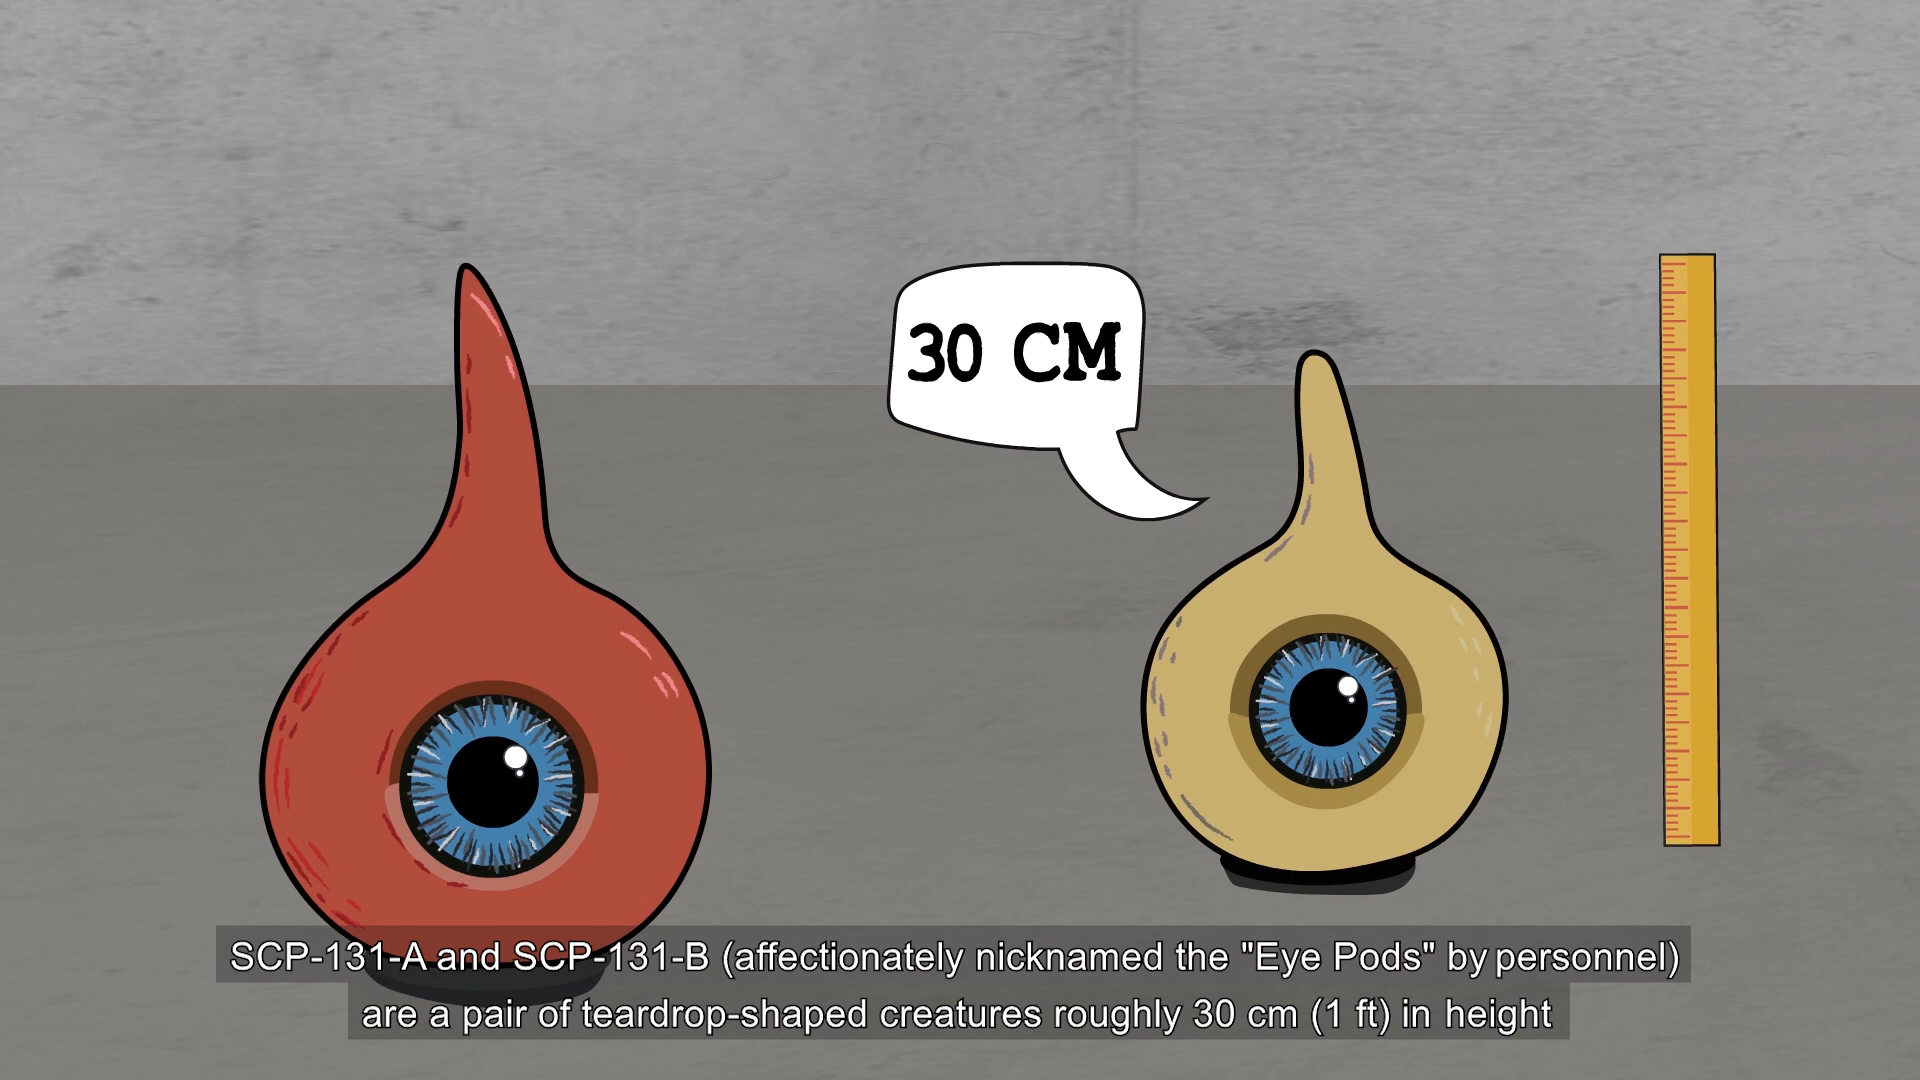 30 CM
SCP-131-A and SCP-131-B (affectionately nicknamed the "Eye Pods" by personnel)
are a pair of teardrop-shaped creatures roughly 30 cm (1 ft) in height